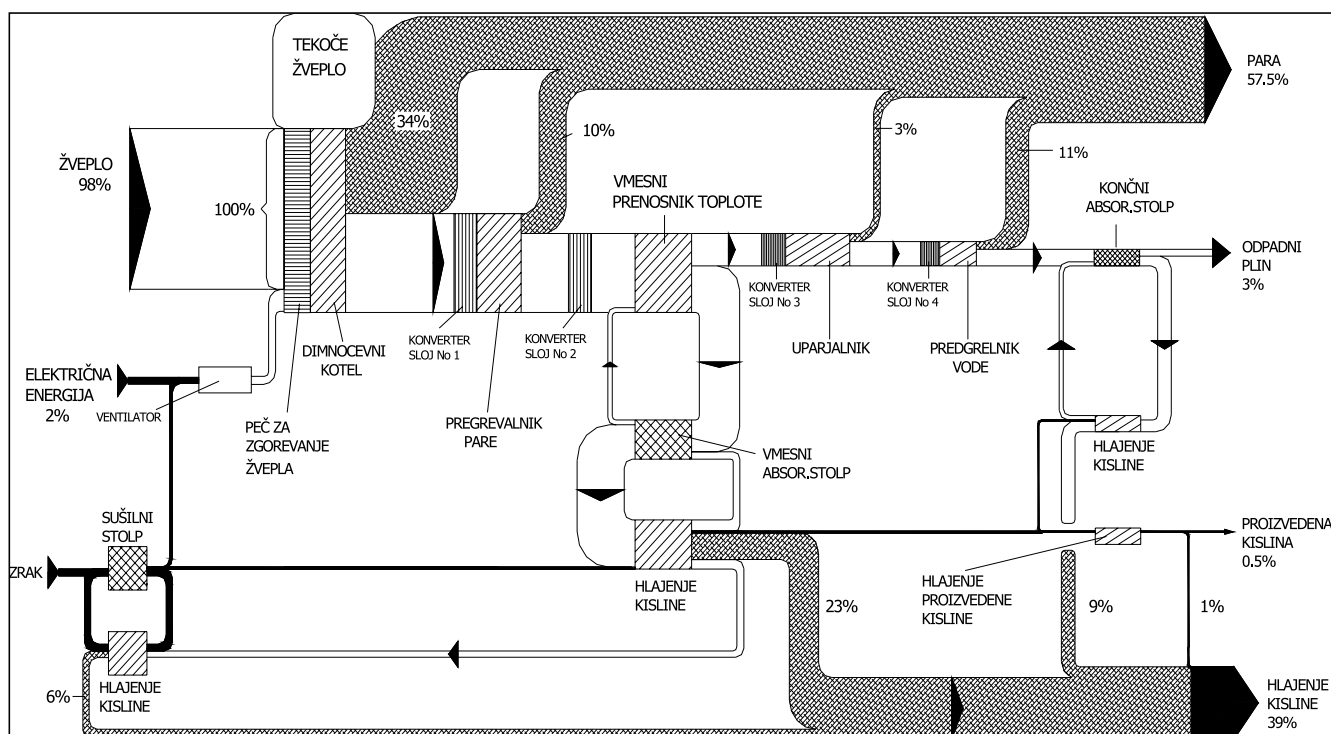 TEKOČE
ŽVEPLO
PARA
57.5%
34%
10%
3%
11%
ŽVEPLO
98%
100%
VMESNI
PRENOSNIK TOPLOTE
KONČNI
ABSOR.STOLP
ODPADNI
PLIN
3%
KONVERTER
SLOJ No 1
KONVERTER
SLOJ No 2
KONVERTER
SLOJ No 3
KONVERTER
SLOJ No 4
DIMNOCEVNI
KOTEL
UPARJALNIK
PREDGRELNIK
VODE
ELEKTRIČNA
ENERGIJA
2%
VENTILATOR
PEČ ZA
ZGOREVANJE
ŽVEPLA
PREGREVALNIK
PARE
VMESNI
ABSOR.STOLP
HLAJENJE
KISLINE
SUŠILNI
STOLP
ZRAK
PROIZVEDENA
KISLINA
0.5%
HLAJENJE
KISLINE
HLAJENJE
PROIZVEDENE
KISLINE
23%
9%
1%
6%
HLAJENJE
KISLINE
HLAJENJE
KISLINE
39%